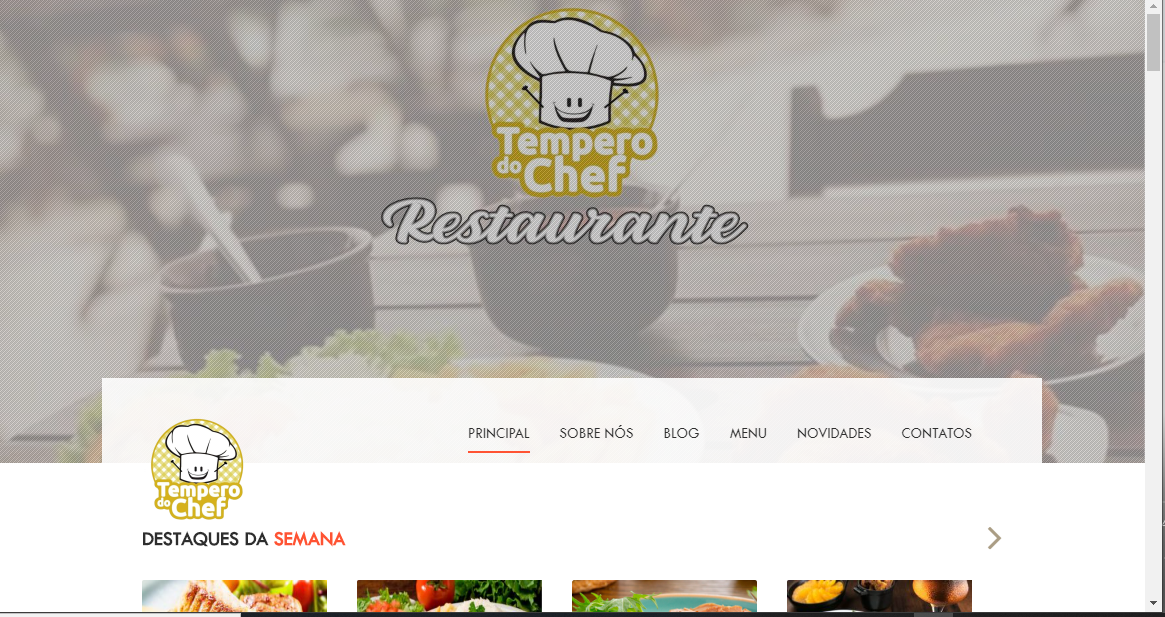 Tempero
do Chef
Restaurante
PRINCIPAL SOBRE NÓS BLOG MENU NOVIDADES CONTATOS
Tempero
do Chef
DESTAQUES DA SEMANA